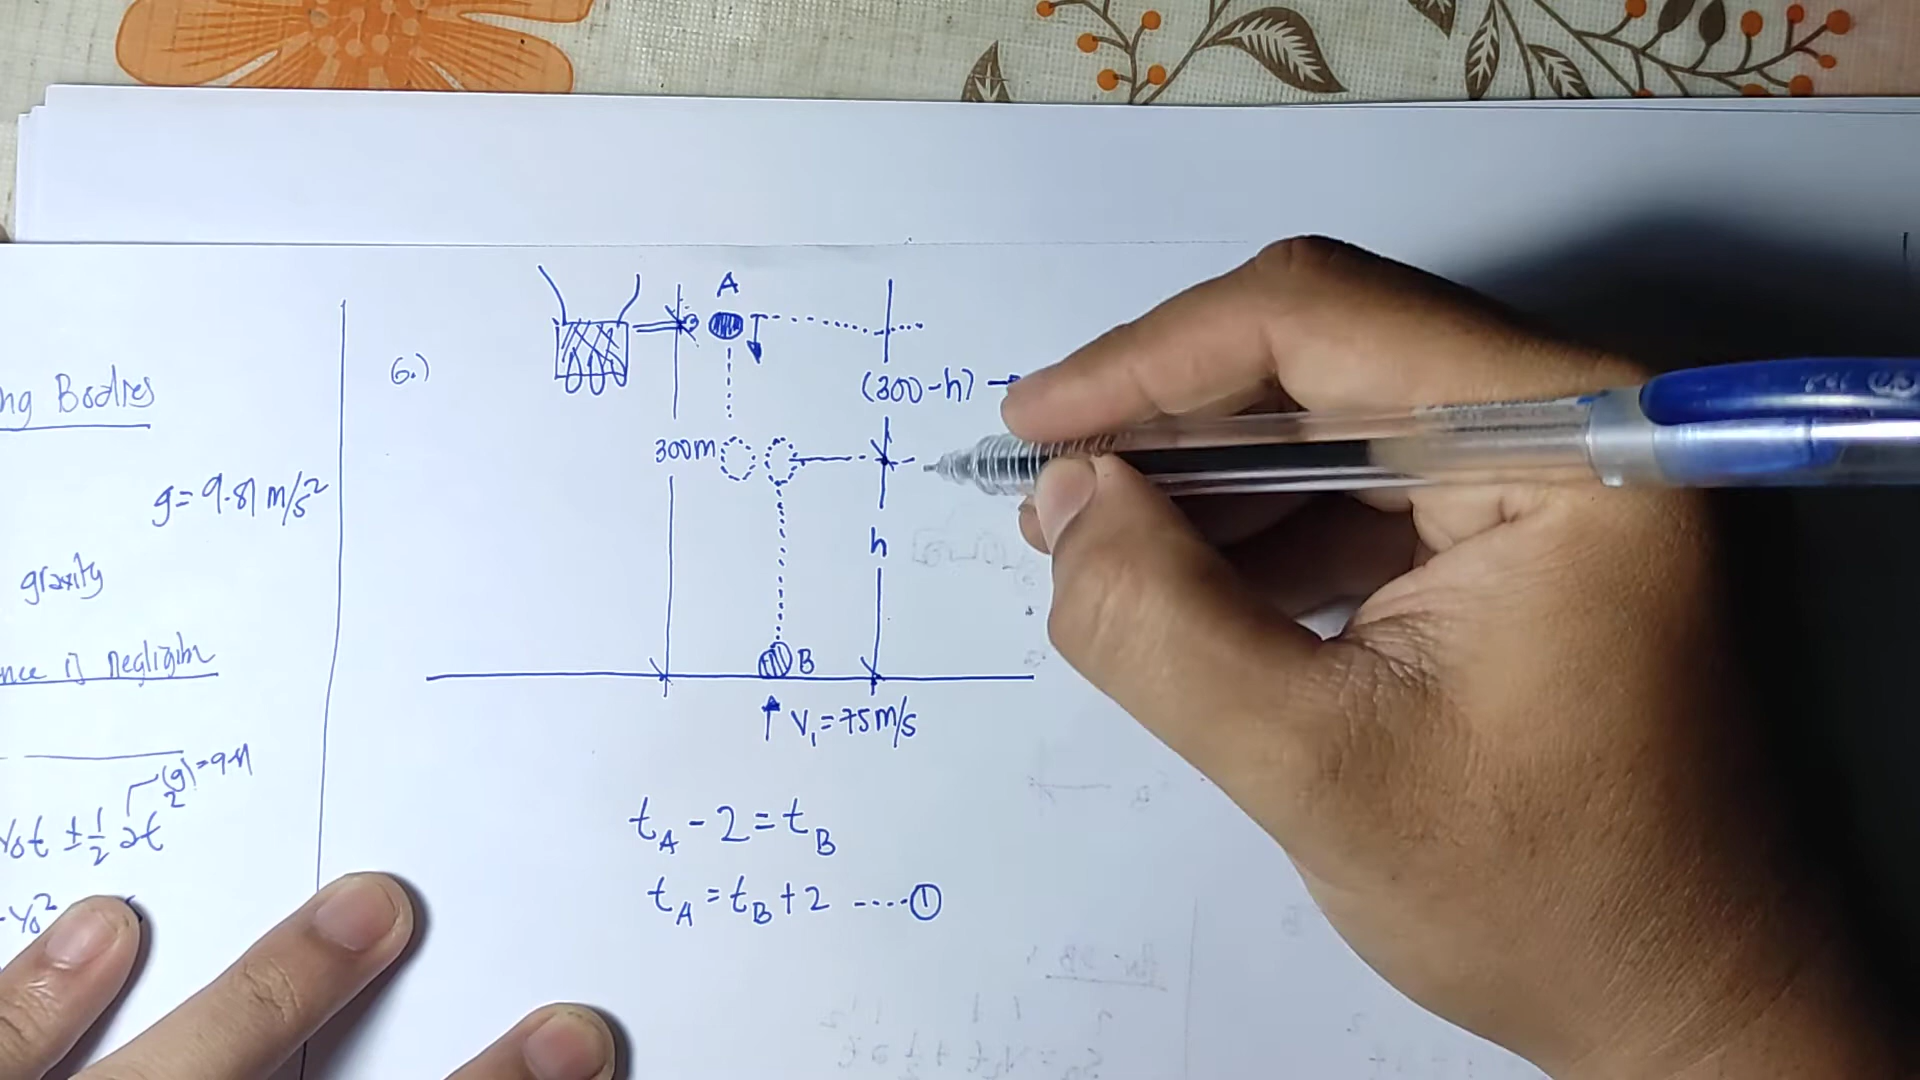 ng Bodies
g = 9.81 m/s²
gravity
nce is negligible
(g) = 9.81
V₀t ± 1/2 at²
- V₀²
6.)
A
(300-h)
300m
h
B
V₁ = 75 m/s
t_A - 2 = t_B
t_A = t_B + 2 ----①